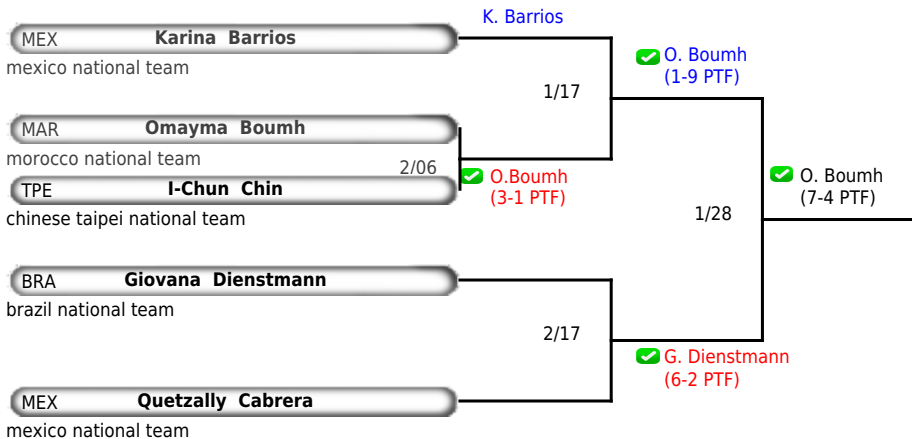 K. Barrios
MEX Karina Barrios
mexico national team
O. Boumh
(1-9 PTF)
1/17
MAR Omayma Boumh
morocco national team
2/06
O.Boumh
(3-1 PTF)
TPE I-Chun Chin
chinese taipei national team
O. Boumh
(7-4 PTF)
1/28
BRA Giovana Dienstmann
brazil national team
2/17
G. Dienstmann
(6-2 PTF)
MEX Quetzally Cabrera
mexico national team